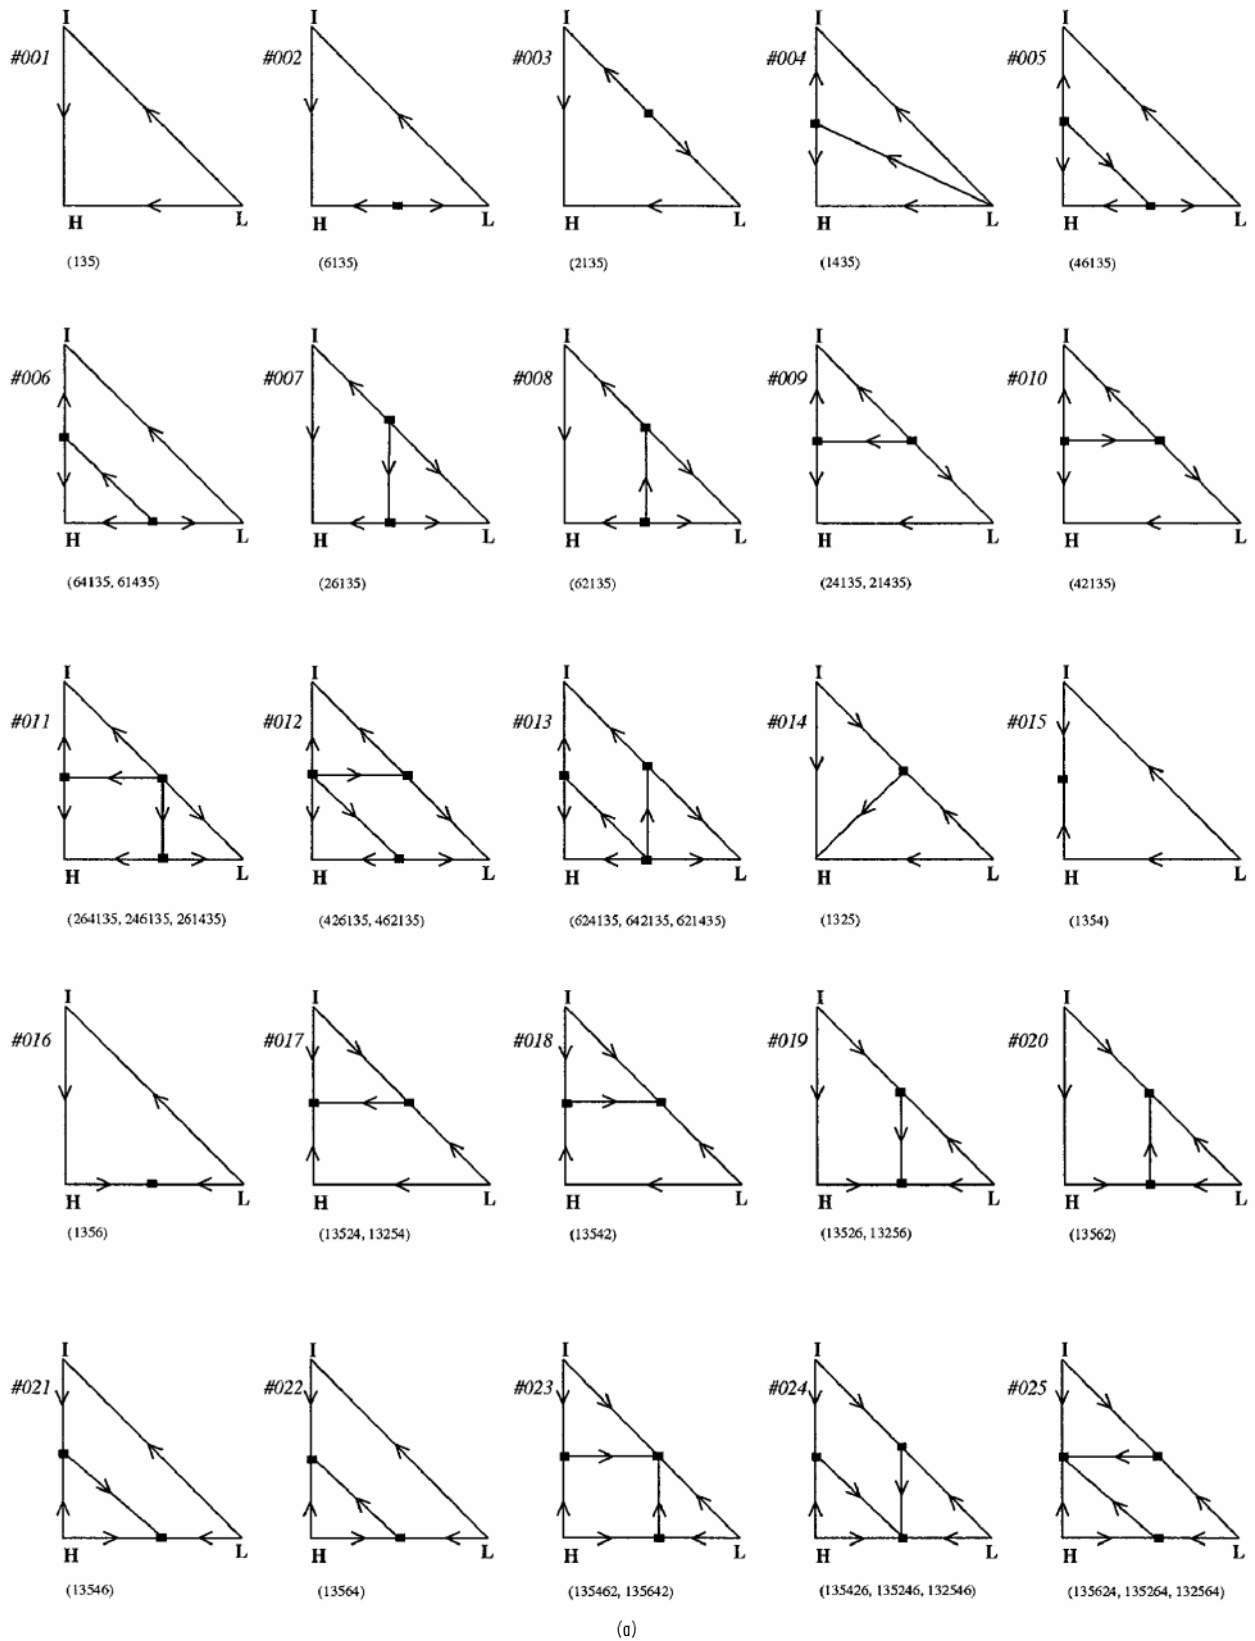 I I I I I
#001 #002 #003 #004 #005
H L H L H L H L H L
(135) (6135) (2135) (1435) (46135)
I I I I I
#006 #007 #008 #009 #010
H L H L H L H L H L
(64135, 61435) (26135) (62135) (24135, 21435) (42135)
I I I I I
#011 #012 #013 #014 #015
H L H L H L H L H L
(264135, 246135, 261435) (426135, 462135) (624135, 642135, 621435) (1325) (1354)
I I I I I
#016 #017 #018 #019 #020
H L H L H L H L H L
(1356) (13524, 13254) (13542) (13526, 13256) (13562)
I I I I I
#021 #022 #023 #024 #025
H L H L H L H L H L
(13546) (13564) (135462, 135642) (135426, 135246, 132546) (135624, 135264, 132564)
(a)